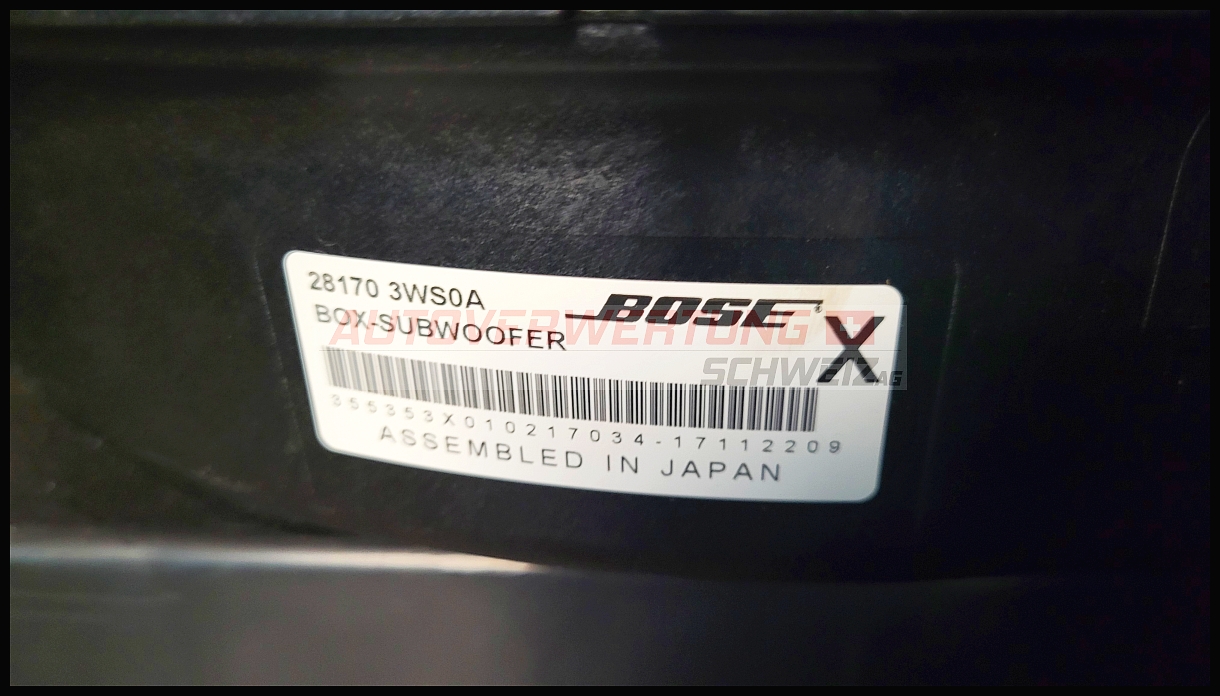 28170 3WS0A
BOSE®
BOX-SUBWOOFER
X
355353X010217034-17112209
ASSEMBLED IN JAPAN
AUTOVERWERTUNG
SCHWEIZ AG